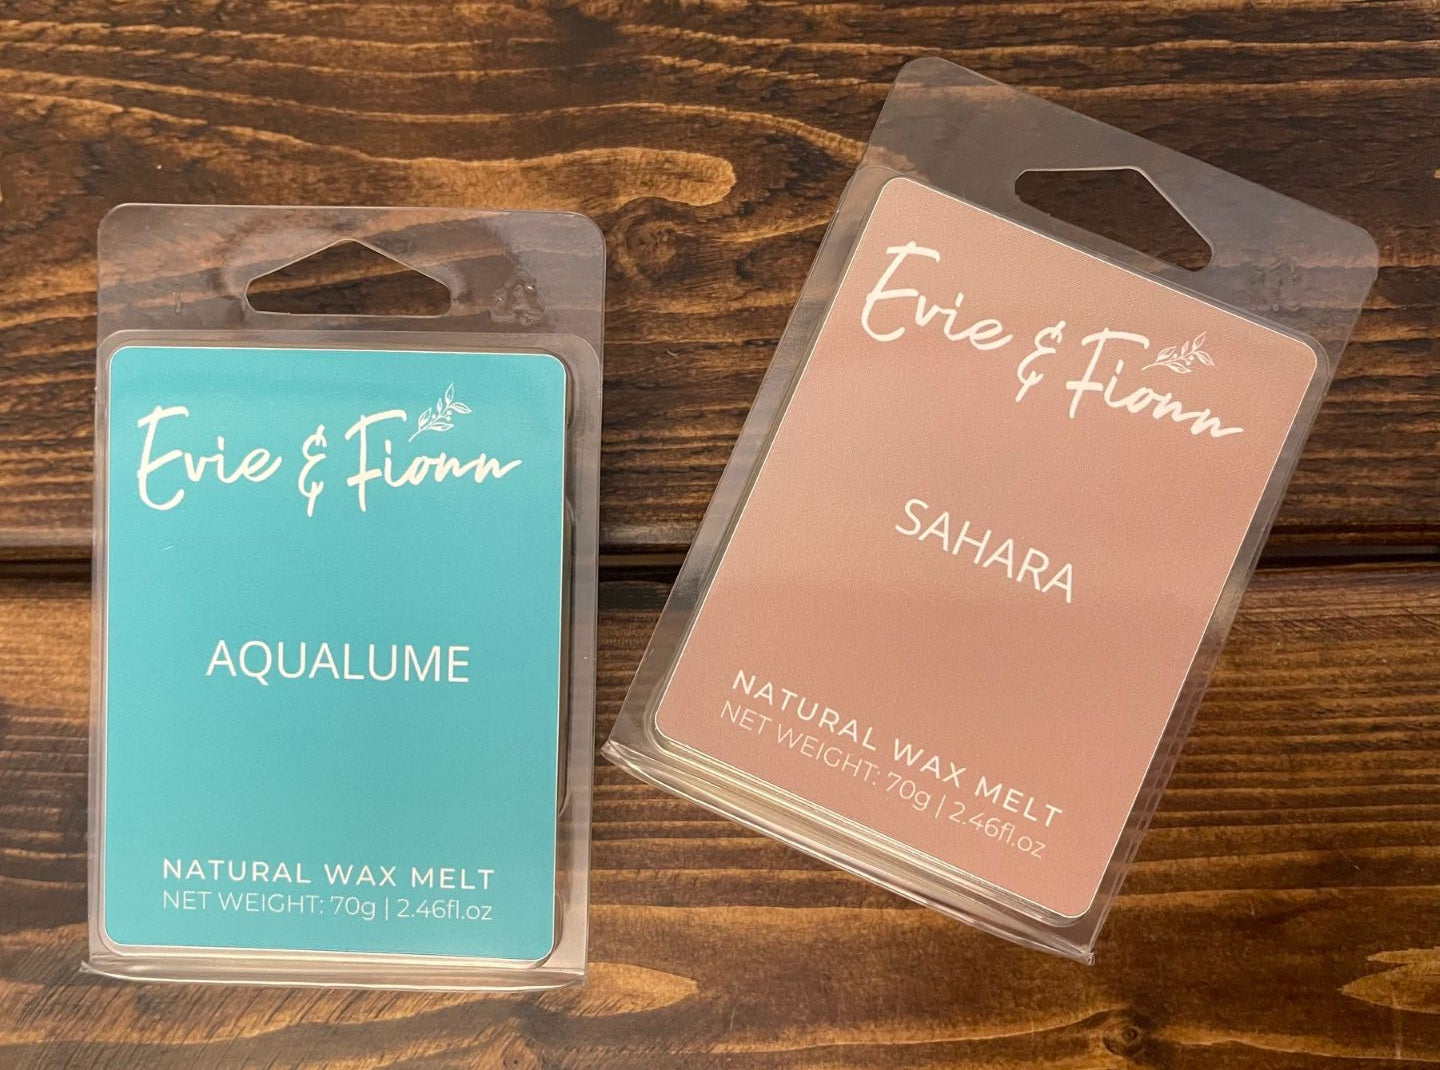 Evie & Fionn
AQUALUME
NATURAL WAX MELT
NET WEIGHT: 70g | 2.46fl.oz
Evie & Fionn
SAHARA
NATURAL WAX MELT
NET WEIGHT: 70g | 2.46fl.oz